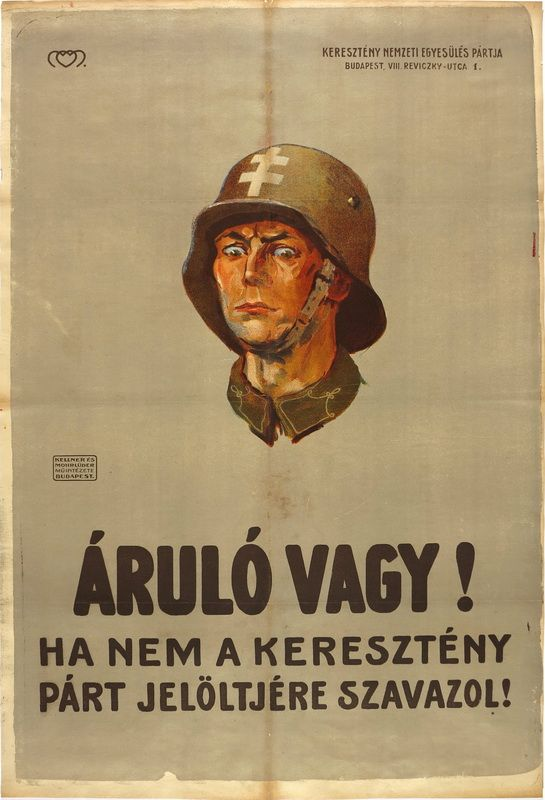 KERESZTÉNY NEMZETI EGYESÜLÉS PÁRTJA
BUDAPEST, VIII. REVICZKY-UTCA 1.
KELLNER ÉS
MOHRLÜDER
MŰINTÉZETE
BUDAPEST.
ÁRULÓ VAGY!
HA NEM A KERESZTÉNY
PÁRT JELÖLTJÉRE SZAVAZOL!